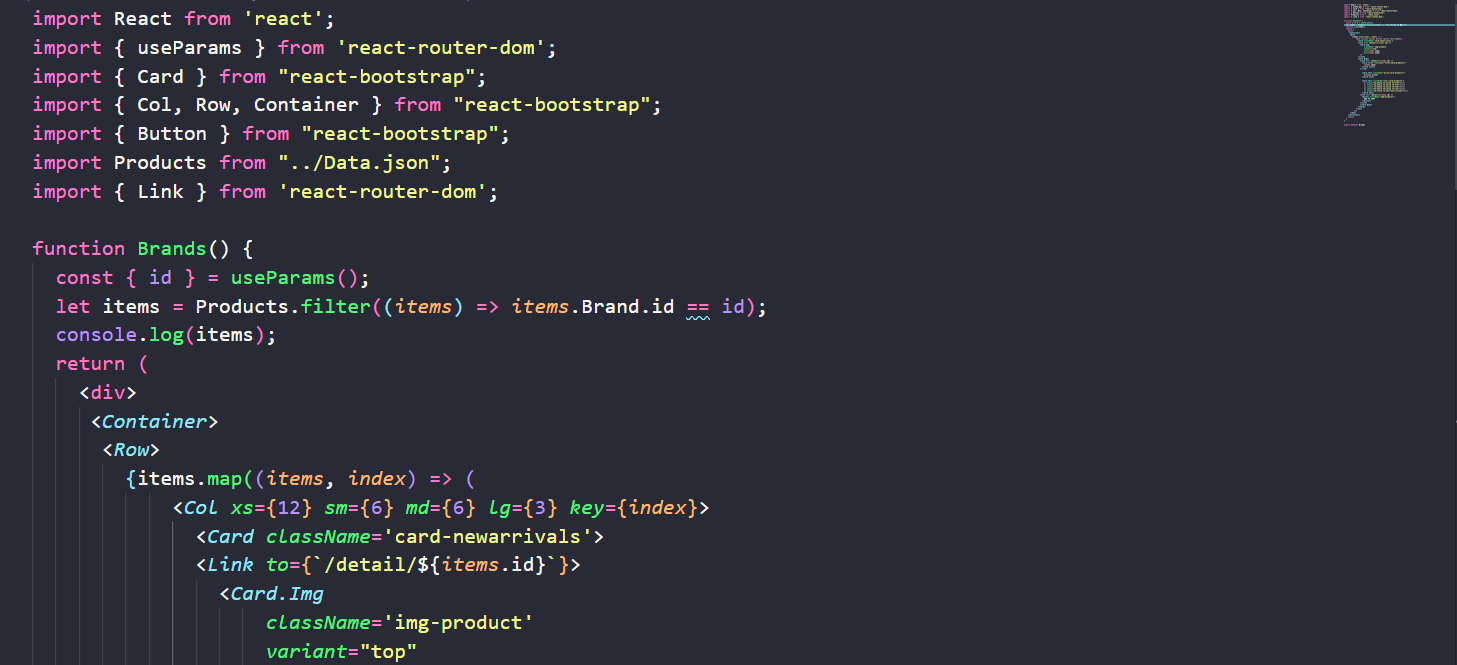 import React from 'react';
import { useParams } from 'react-router-dom';
import { Card } from "react-bootstrap";
import { Col, Row, Container } from "react-bootstrap";
import { Button } from "react-bootstrap";
import Products from "../Data.json";
import { Link } from 'react-router-dom';
function Brands() {
const { id } = useParams();
let items = Products.filter((items) => items.Brand.id == id);
console.log(items);
return (
<div>
<Container>
<Row>
{items.map((items, index) => (
<Col xs={12} sm={6} md={6} lg={3} key={index}>
<Card className='card-newarrivals'>
<Link to={`/detail/${items.id}`}>
<Card.Img
className='img-product'
variant="top"